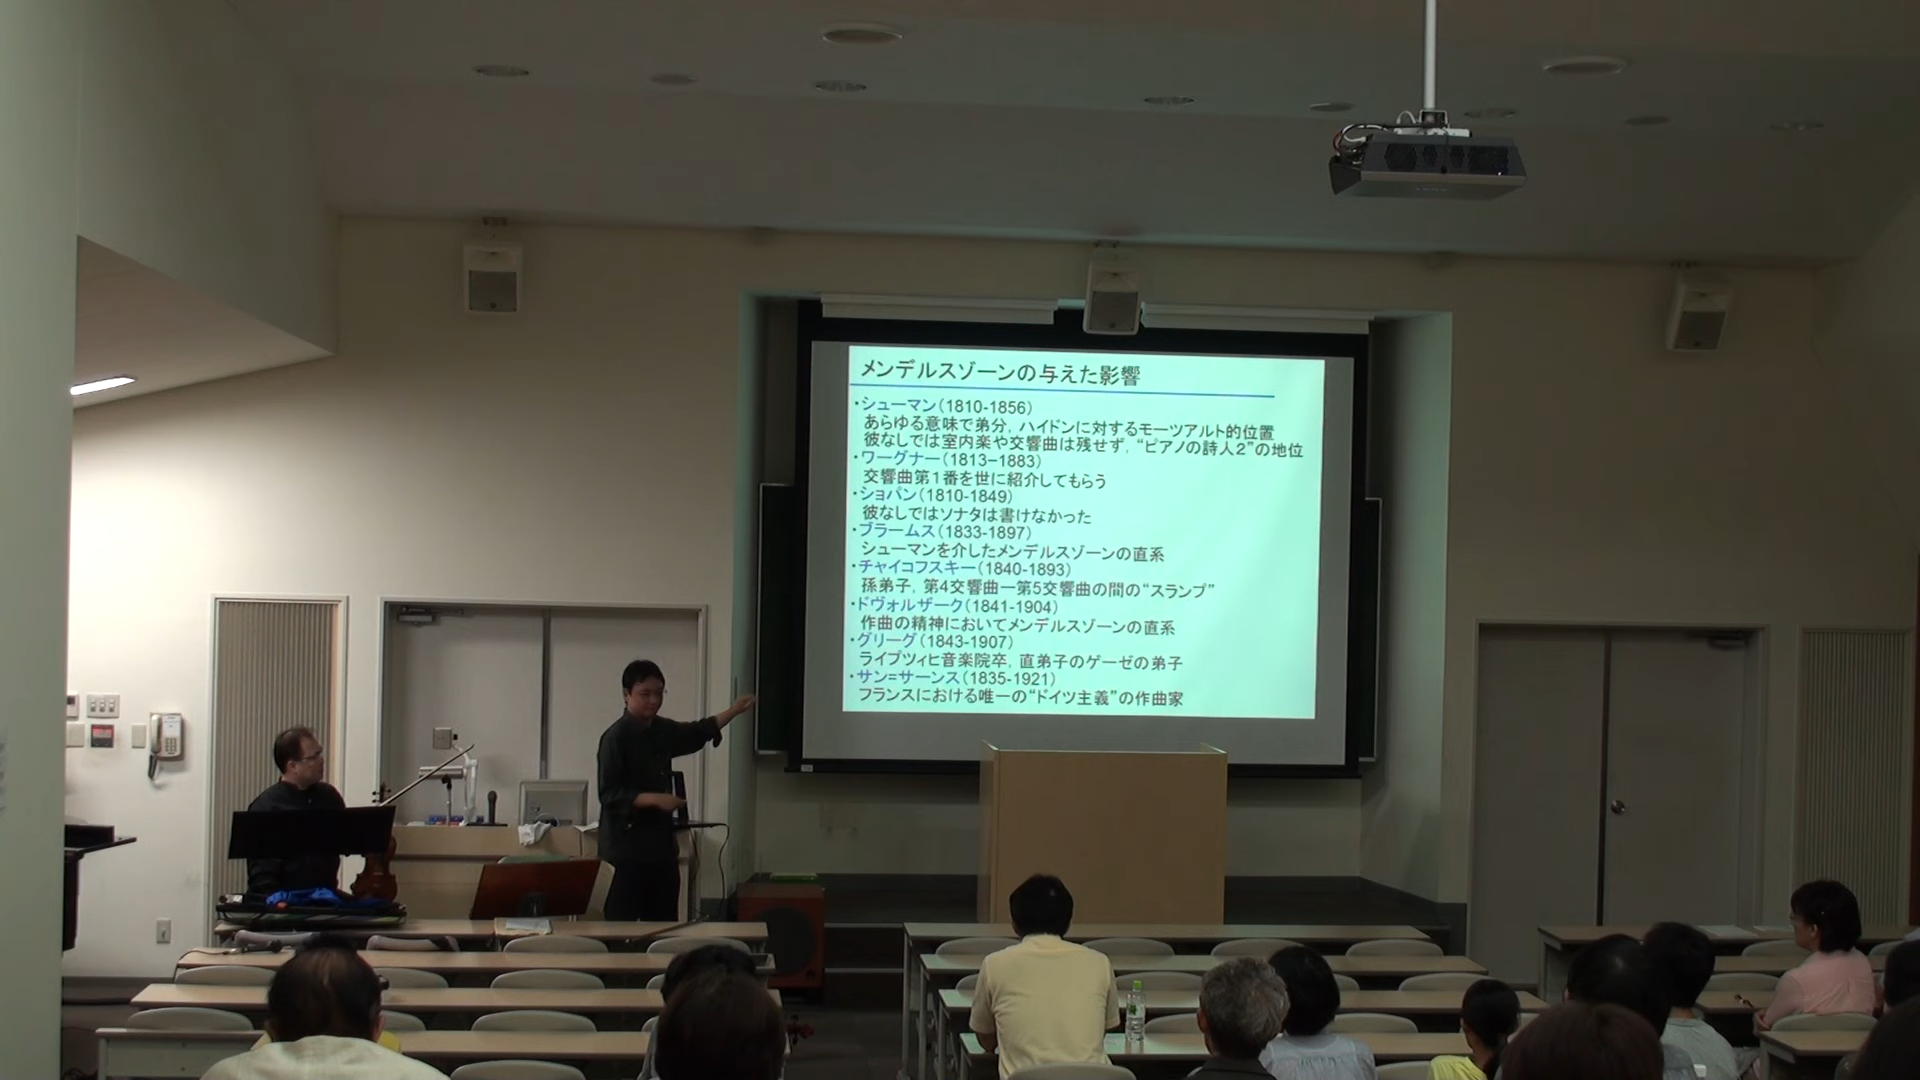 メンデルスゾーンの与えた影響
・シューマン(1810-1856)
あらゆる意味で弟分，ハイドンに対するモーツアルト的位置
彼なしでは室内楽や交響曲は残せず，“ピアノの詩人2”の地位
・ワーグナー(1813−1883)
交響曲第1番を世に紹介してもらう
・ショパン(1810-1849)
彼なしではソナタは書けなかった
・ブラームス(1833-1897)
シューマンを介したメンデルスゾーンの直系
・チャイコフスキー(1840-1893)
孫弟子，第4交響曲―第5交響曲の間の“スランプ”
・ドヴォルザーク(1841-1904)
作曲の精神においてメンデルスゾーンの直系
・グリーグ(1843-1907)
ライプツィヒ音楽院卒，直弟子のゲーゼの弟子
・サン=サーンス(1835-1921)
フランスにおける唯一の“ドイツ主義”の作曲家